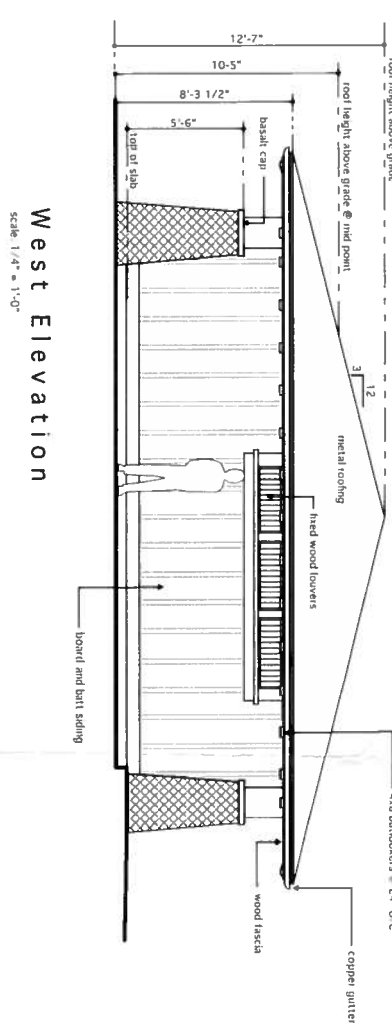 12'-7"
10-5"
8'-3 1/2"
5'-6"
roof height above grade
roof height above grade @ mid point
basalt cap
top of slab
3
12
metal roofing
fixed wood louvers
board and batt siding
wood fascia
copper gutter
West Elevation
scale: 1/4" = 1'-0"